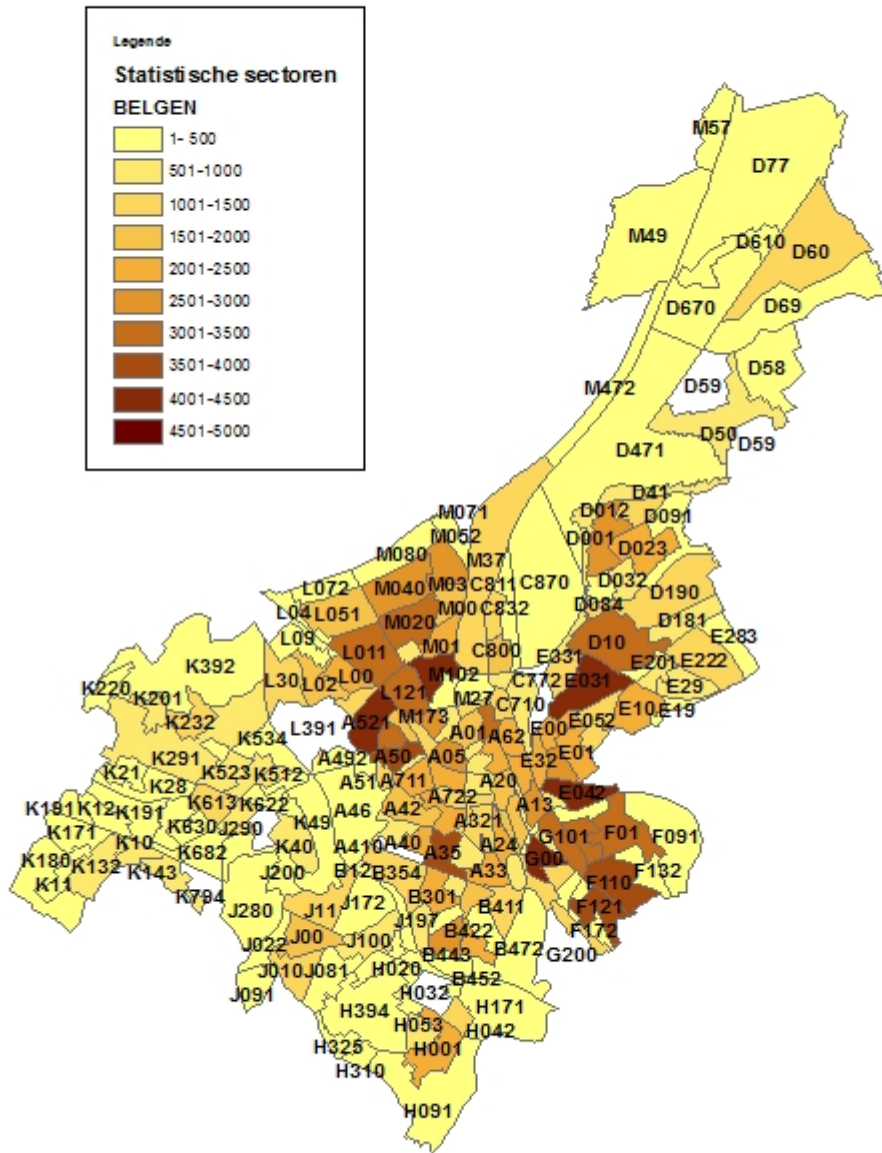 Legende
Statistische sectoren
BELGEN
1- 500
501-1000
1001-1500
1501-2000
2001-2500
2501-3000
3001-3500
3501-4000
4001-4500
4501-5000
M57
D77
M49
D610
D60
D670
D69
D58
M472
D59
D50
D59
D471
D41
M071
D012
D091
M052
D001
D023
M080
M37
L072
M040
M03
C811
C870
D032
D190
L04
L051
M00
C832
D084
M020
D181
L09
D10
E283
L011
M01
C800
E331
E201
E222
K392
M102
C772
E031
L30
L02
L00
E29
K220
L121
M27
C710
E10
E19
K201
K232
A521
M173
E052
L391
A01
A62
E00
K534
E01
K291
A492
A50
A05
E32
K21
K523
K512
A51
A711
A20
K28
E042
K191
K12
K191
K613
K622
A46
A42
A722
A13
K171
K630
J290
K49
A321
G101
F01
F091
K10
K40
A410
A40
A35
A24
G00
K180
K132
K682
B12
B354
A33
F132
K11
K143
J200
F110
K794
J280
J11
J172
B301
B411
F121
J197
F172
J022
J00
J100
B422
B472
B443
G200
J010
J081
H020
B452
J091
H032
H394
H171
H053
H042
H325
H001
H310
H091